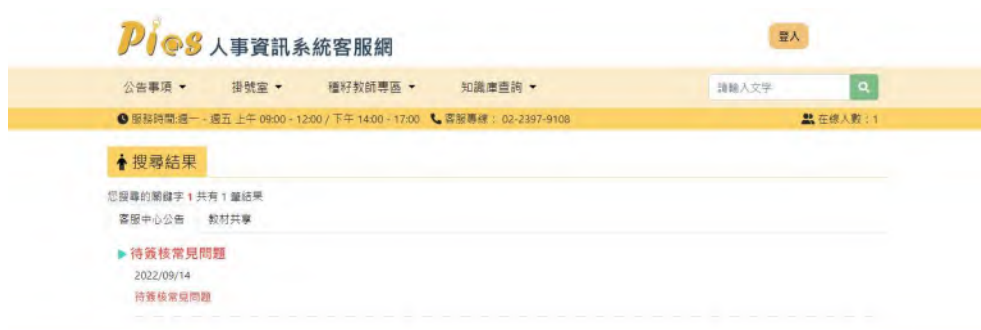 Pics 人事資訊系統客服網
登入
公告事項 掛號室 種籽教師專區 知識庫查詢
請輸入文字
服務時間:週一 - 週五 上午 09:00 - 12:00 / 下午 14:00 - 17:00 客服專線： 02-2397-9108 在線人數：1
搜尋結果
您搜尋的關鍵字 1 共有 1 筆結果
客服中心公告 教材共享
待簽核常見問題
2022/09/14
待簽核常見問題